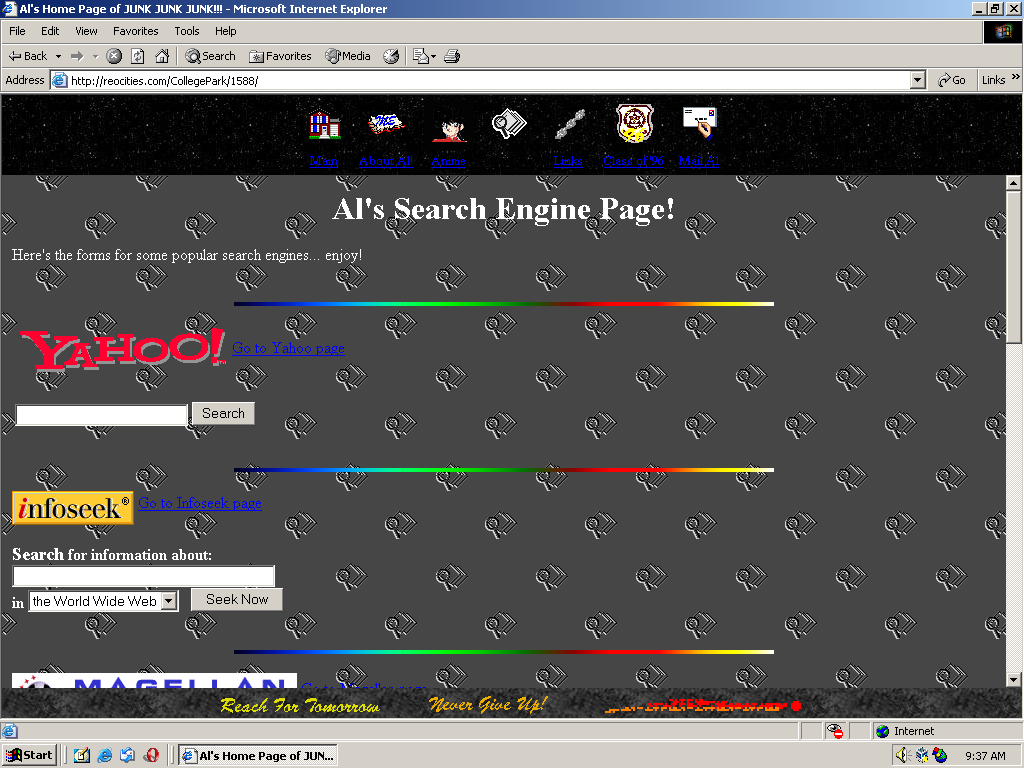 Al's Home Page of JUNK JUNK JUNK!!! - Microsoft Internet Explorer
File Edit View Favorites Tools Help
Back Search Favorites Media
Address http://reocities.com/CollegePark/1588/ Go Links »
Main About Al! Anime Links Class of '96 Mail Al
Al's Search Engine Page!
Here's the forms for some popular search engines... enjoy!
YAHOO! Go to Yahoo page
Search
infoseek® Go to Infoseek page
Search for information about:
in the World Wide Web Seek Now
MAGELLAN
Reach For Tomorrow Never Give Up!
Internet
Start Al's Home Page of JUN... 9:37 AM